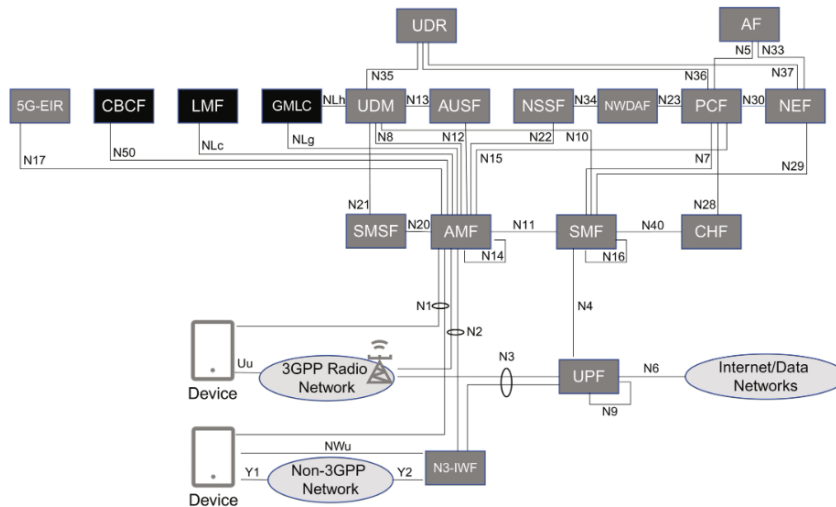 UDR
AF
N5
N33
N35
N36
N37
5G-EIR
CBCF
LMF
GMLC
NLh
UDM
N13
AUSF
NSSF
N34
NWDAF
N23
PCF
N30
NEF
N17
N50
NLc
NLg
N8
N12
N15
N22
N10
N7
N29
N21
N28
SMSF
N20
AMF
N11
SMF
N40
CHF
N14
N16
N1
N2
N4
Uu
3GPP Radio
Network
Device
N3
UPF
N6
Internet/Data
Networks
N9
NWu
Y1
Non-3GPP
Network
Y2
N3-IWF
Device